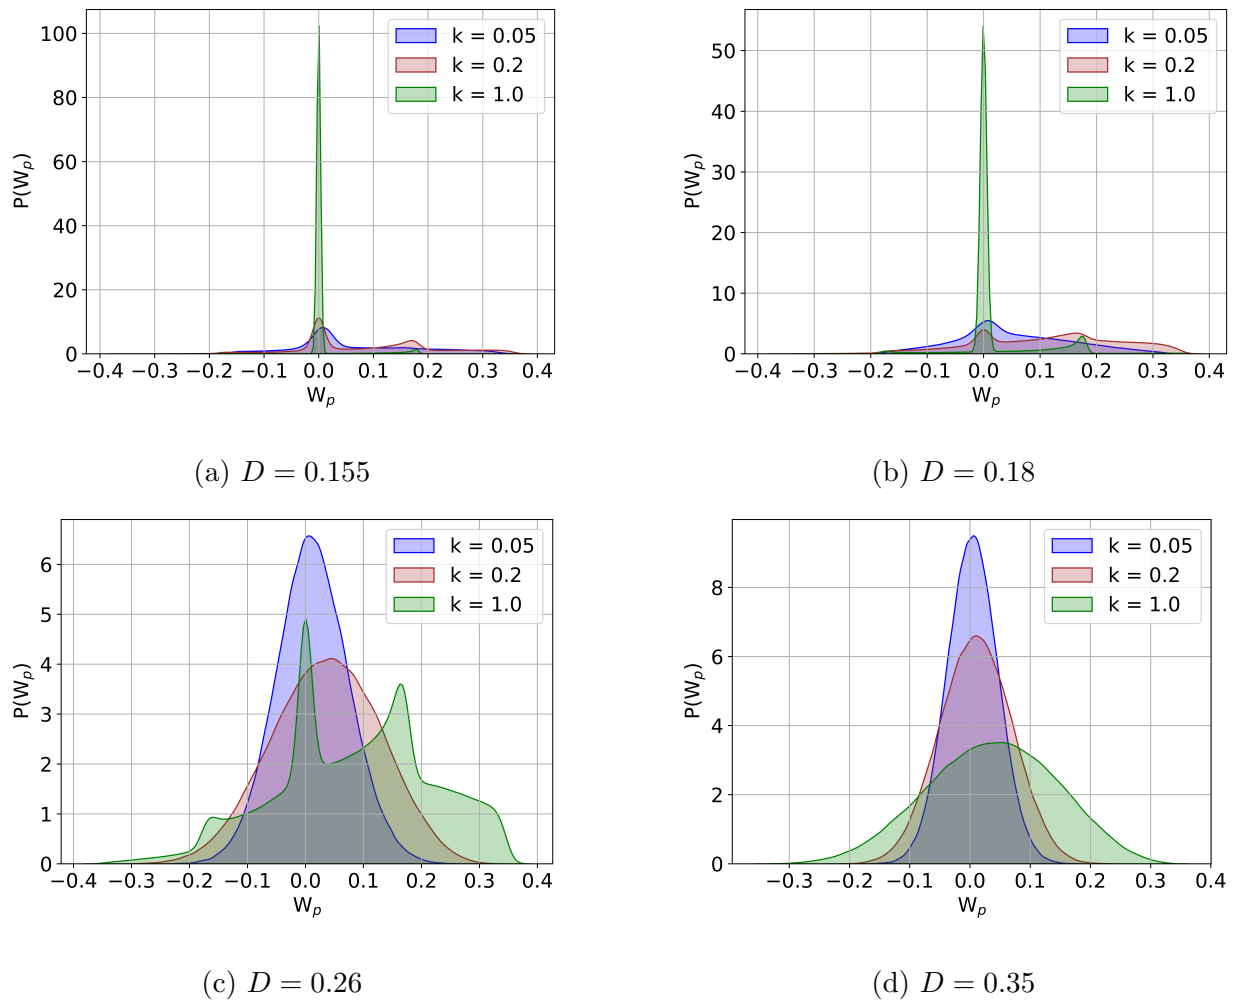 100
80
60
40
20
0
P(W_p)
−0.4 −0.3 −0.2 −0.1 0.0 0.1 0.2 0.3 0.4
W_p
k = 0.05
k = 0.2
k = 1.0
(a) D = 0.155
50
40
30
20
10
0
P(W_p)
−0.4 −0.3 −0.2 −0.1 0.0 0.1 0.2 0.3 0.4
W_p
k = 0.05
k = 0.2
k = 1.0
(b) D = 0.18
6
5
4
3
2
1
0
P(W_p)
−0.4 −0.3 −0.2 −0.1 0.0 0.1 0.2 0.3 0.4
W_p
k = 0.05
k = 0.2
k = 1.0
(c) D = 0.26
8
6
4
2
0
P(W_p)
−0.3 −0.2 −0.1 0.0 0.1 0.2 0.3 0.4
W_p
k = 0.05
k = 0.2
k = 1.0
(d) D = 0.35